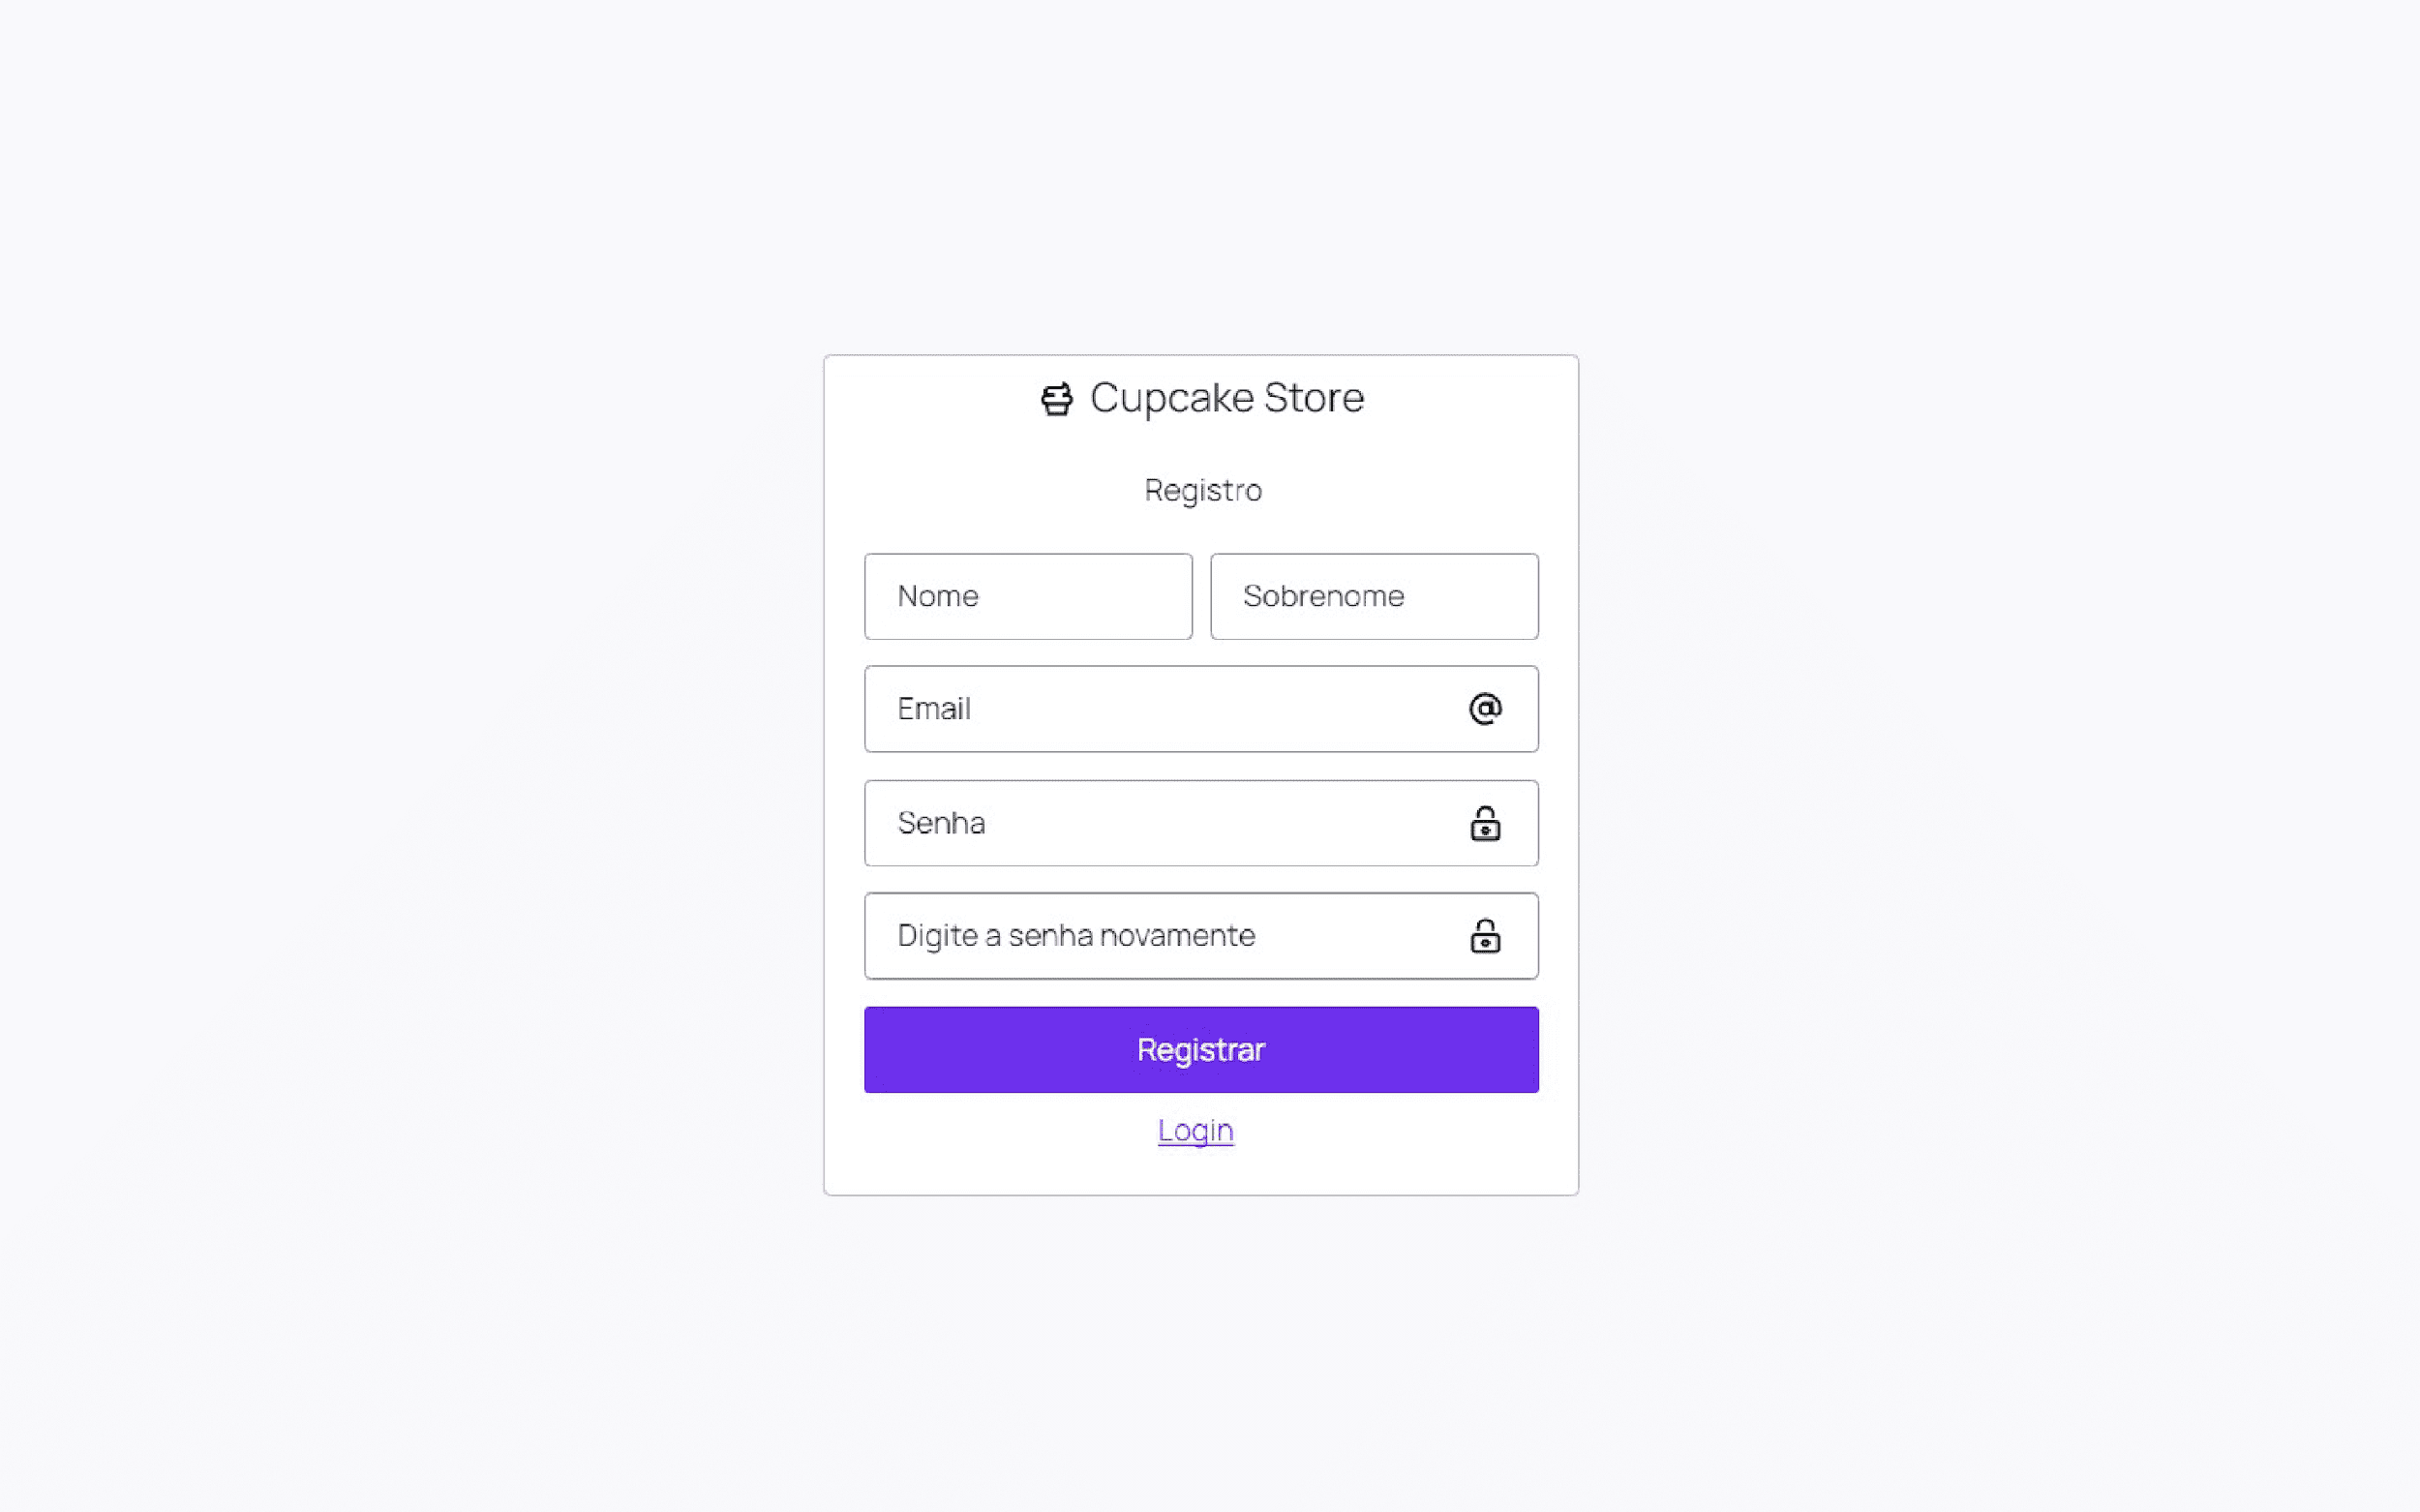 Cupcake Store
Registro
Nome Sobrenome
Email @
Senha
Digite a senha novamente
Registrar
Login